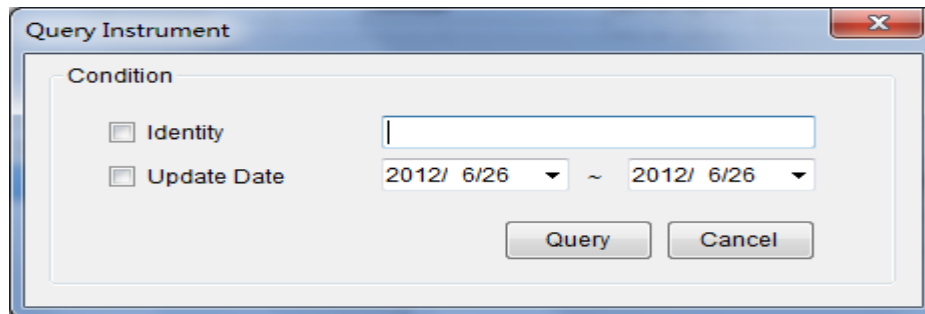 Query Instrument
Condition
Identity
Update Date 2012/ 6/26 ~ 2012/ 6/26
Query Cancel